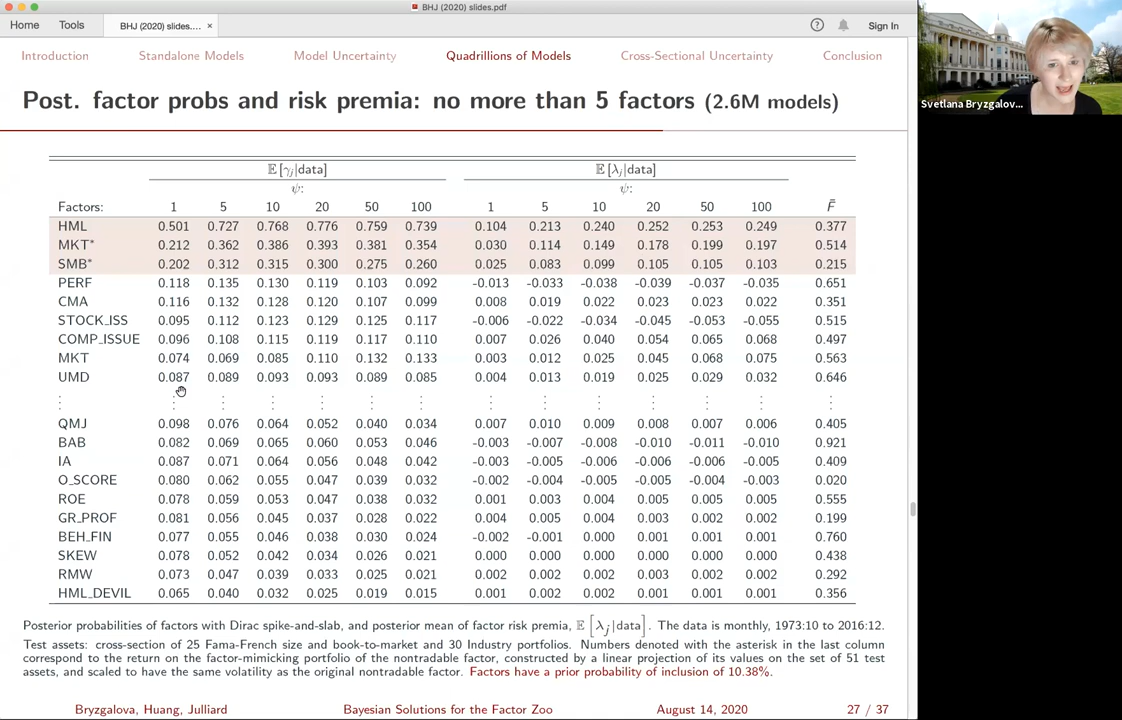 BHJ (2020) slides.pdf
Home Tools BHJ (2020) slides.... × Sign In
Svetlana Bryzgalov...
Introduction Standalone Models Model Uncertainty Quadrillions of Models Cross-Sectional Uncertainty Conclusion
Post. factor probs and risk premia: no more than 5 factors (2.6M models)
𝔼 [γj|data] 𝔼 [λj|data]
ψ: ψ:
Factors: 1 5 10 20 50 100 1 5 10 20 50 100 F̄
HML 0.501 0.727 0.768 0.776 0.759 0.739 0.104 0.213 0.240 0.252 0.253 0.249 0.377
MKT* 0.212 0.362 0.386 0.393 0.381 0.354 0.030 0.114 0.149 0.178 0.199 0.197 0.514
SMB* 0.202 0.312 0.315 0.300 0.275 0.260 0.025 0.083 0.099 0.105 0.105 0.103 0.215
PERF 0.118 0.135 0.130 0.119 0.103 0.092 -0.013 -0.033 -0.038 -0.039 -0.037 -0.035 0.651
CMA 0.116 0.132 0.128 0.120 0.107 0.099 0.008 0.019 0.022 0.023 0.023 0.022 0.351
STOCK_ISS 0.095 0.112 0.123 0.129 0.125 0.117 -0.006 -0.022 -0.034 -0.045 -0.053 -0.055 0.515
COMP_ISSUE 0.096 0.108 0.115 0.119 0.117 0.110 0.007 0.026 0.040 0.054 0.065 0.068 0.497
MKT 0.074 0.069 0.085 0.110 0.132 0.133 0.003 0.012 0.025 0.045 0.068 0.075 0.563
UMD 0.087 0.089 0.093 0.093 0.089 0.085 0.004 0.013 0.019 0.025 0.029 0.032 0.646
⋮ ⋮ ⋮ ⋮ ⋮ ⋮ ⋮ ⋮ ⋮ ⋮ ⋮ ⋮ ⋮ ⋮
QMJ 0.098 0.076 0.064 0.052 0.040 0.034 0.007 0.010 0.009 0.008 0.007 0.006 0.405
BAB 0.082 0.069 0.065 0.060 0.053 0.046 -0.003 -0.007 -0.008 -0.010 -0.011 -0.010 0.921
IA 0.087 0.071 0.064 0.056 0.048 0.042 -0.003 -0.005 -0.006 -0.006 -0.006 -0.005 0.409
O_SCORE 0.080 0.062 0.055 0.047 0.039 0.032 -0.002 -0.004 -0.005 -0.005 -0.004 -0.003 0.020
ROE 0.078 0.059 0.053 0.047 0.038 0.032 0.001 0.003 0.004 0.005 0.005 0.005 0.555
GR_PROF 0.081 0.056 0.045 0.037 0.028 0.022 0.004 0.005 0.004 0.003 0.002 0.002 0.199
BEH_FIN 0.077 0.055 0.046 0.038 0.030 0.024 -0.002 -0.001 0.000 0.001 0.001 0.001 0.760
SKEW 0.078 0.052 0.042 0.034 0.026 0.021 0.000 0.000 0.000 0.000 0.000 0.000 0.438
RMW 0.073 0.047 0.039 0.033 0.025 0.021 0.002 0.002 0.002 0.003 0.002 0.002 0.292
HML_DEVIL 0.065 0.040 0.032 0.025 0.019 0.015 0.001 0.002 0.002 0.001 0.001 0.001 0.356
Posterior probabilities of factors with Dirac spike-and-slab, and posterior mean of factor risk premia, 𝔼 [λj|data]. The data is monthly, 1973:10 to 2016:12.
Test assets: cross-section of 25 Fama-French size and book-to-market and 30 Industry portfolios. Numbers denoted with the asterisk in the last column
correspond to the return on the factor-mimicking portfolio of the nontradable factor, constructed by a linear projection of its values on the set of 51 test
assets, and scaled to have the same volatility as the original nontradable factor. Factors have a prior probability of inclusion of 10.38%.
Bryzgalova, Huang, Julliard Bayesian Solutions for the Factor Zoo August 14, 2020 27 / 37